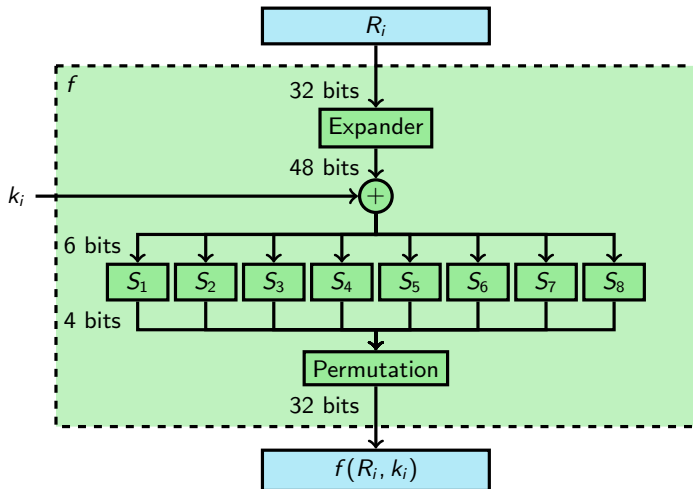 R_i
f
32 bits
Expander
48 bits
k_i
+
6 bits
S_1 S_2 S_3 S_4 S_5 S_6 S_7 S_8
4 bits
Permutation
32 bits
f(R_i, k_i)